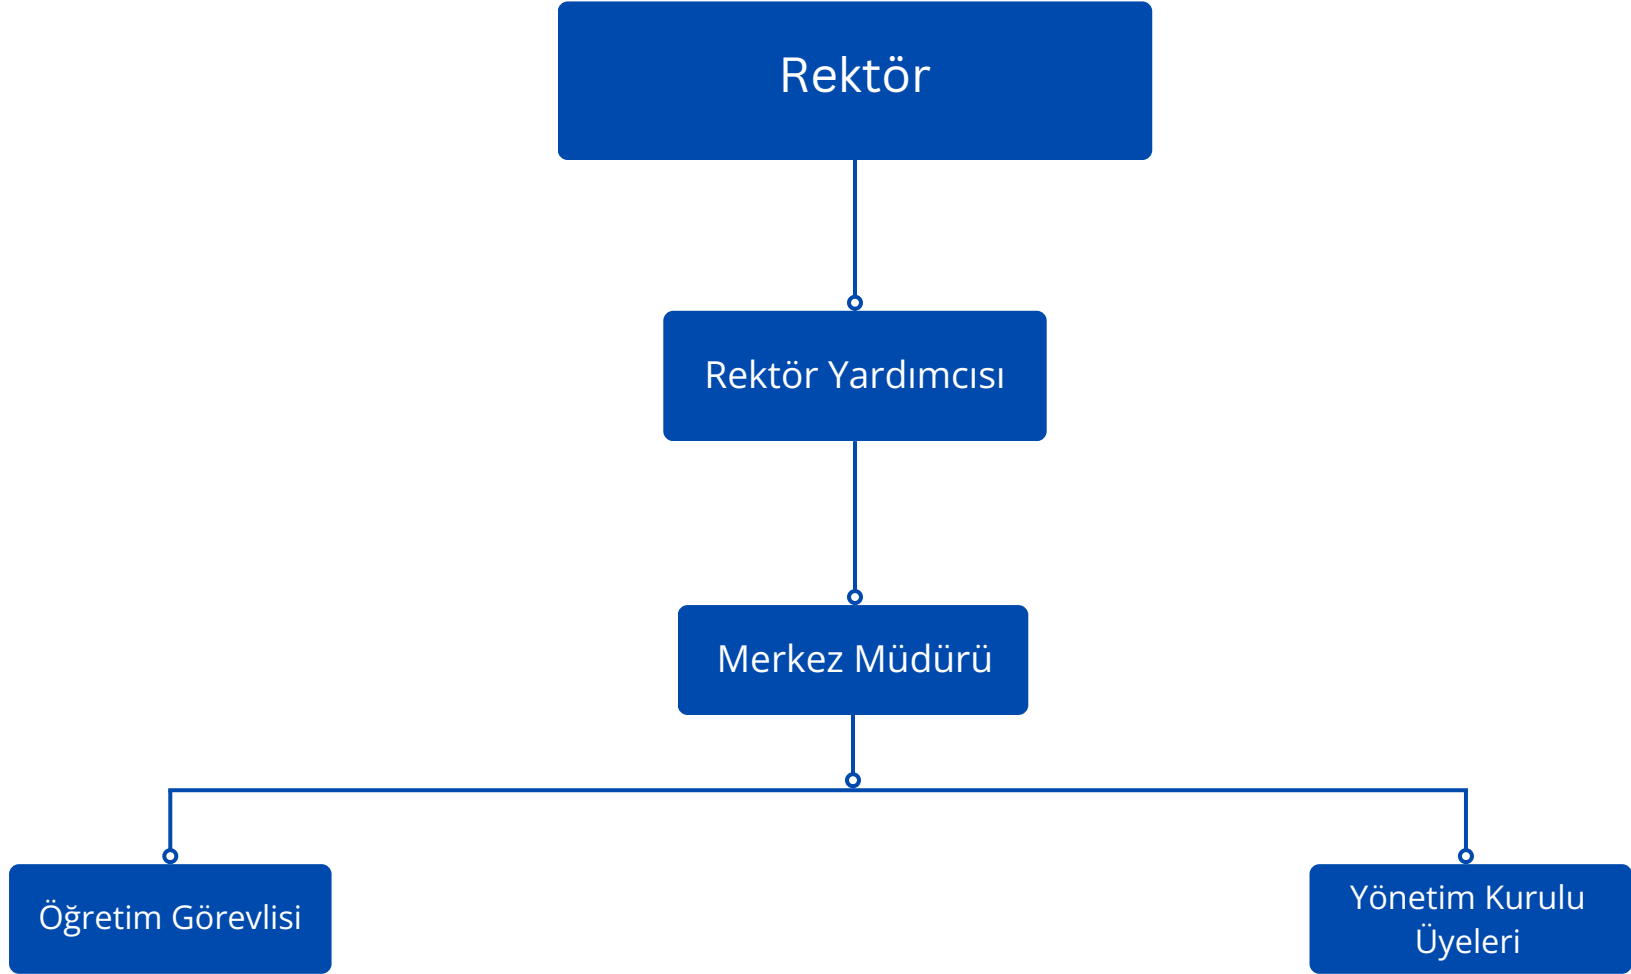 Rektör
Rektör Yardımcısı
Merkez Müdürü
Öğretim Görevlisi
Yönetim Kurulu
Üyeleri